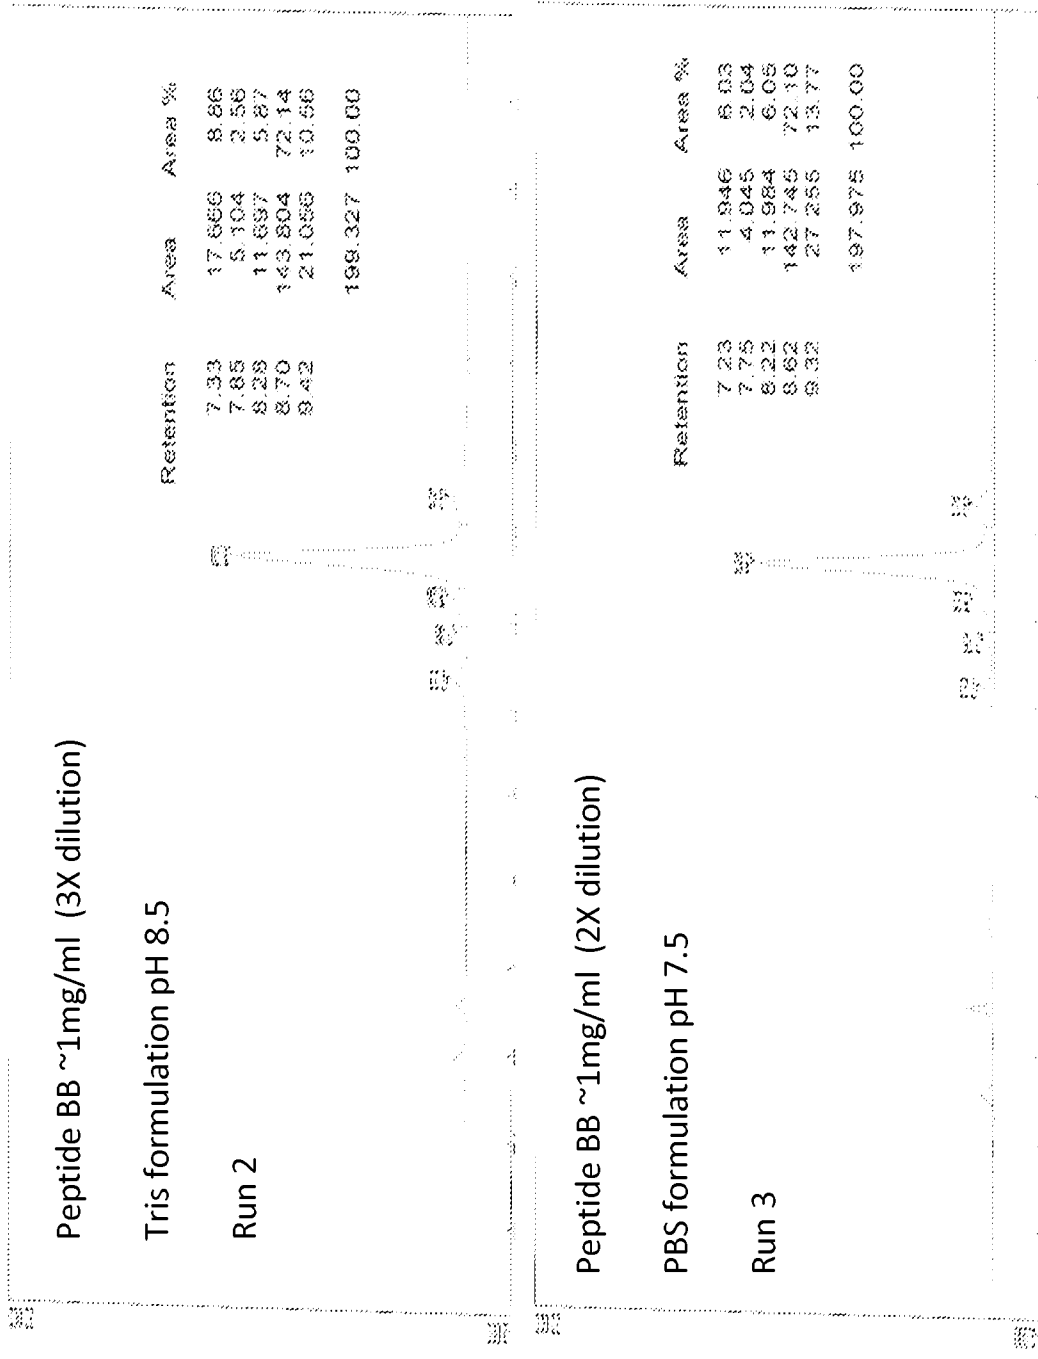 Peptide BB ~1mg/ml (3X dilution)
Tris formulation pH 8.5
Run 2
Retention Area Area %
7.33 17.666 8.86
7.85 5.104 2.56
8.28 11.697 5.87
8.70 143.804 72.14
9.42 21.056 10.56
199.327 100.00
Peptide BB ~1mg/ml (2X dilution)
PBS formulation pH 7.5
Run 3
Retention Area Area %
7.23 11.946 6.03
7.75 4.045 2.04
8.22 11.984 6.05
8.62 142.745 72.10
9.32 27.255 13.77
197.975 100.00